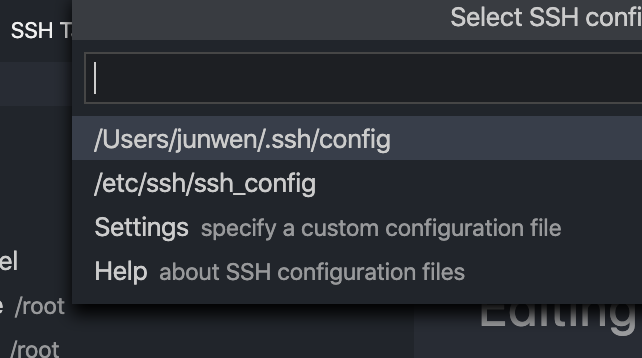 Select SSH confi
SSH T
/Users/junwen/.ssh/config
/etc/ssh/ssh_config
Settings specify a custom configuration file
Help about SSH configuration files
el
e /root
/root
Editing